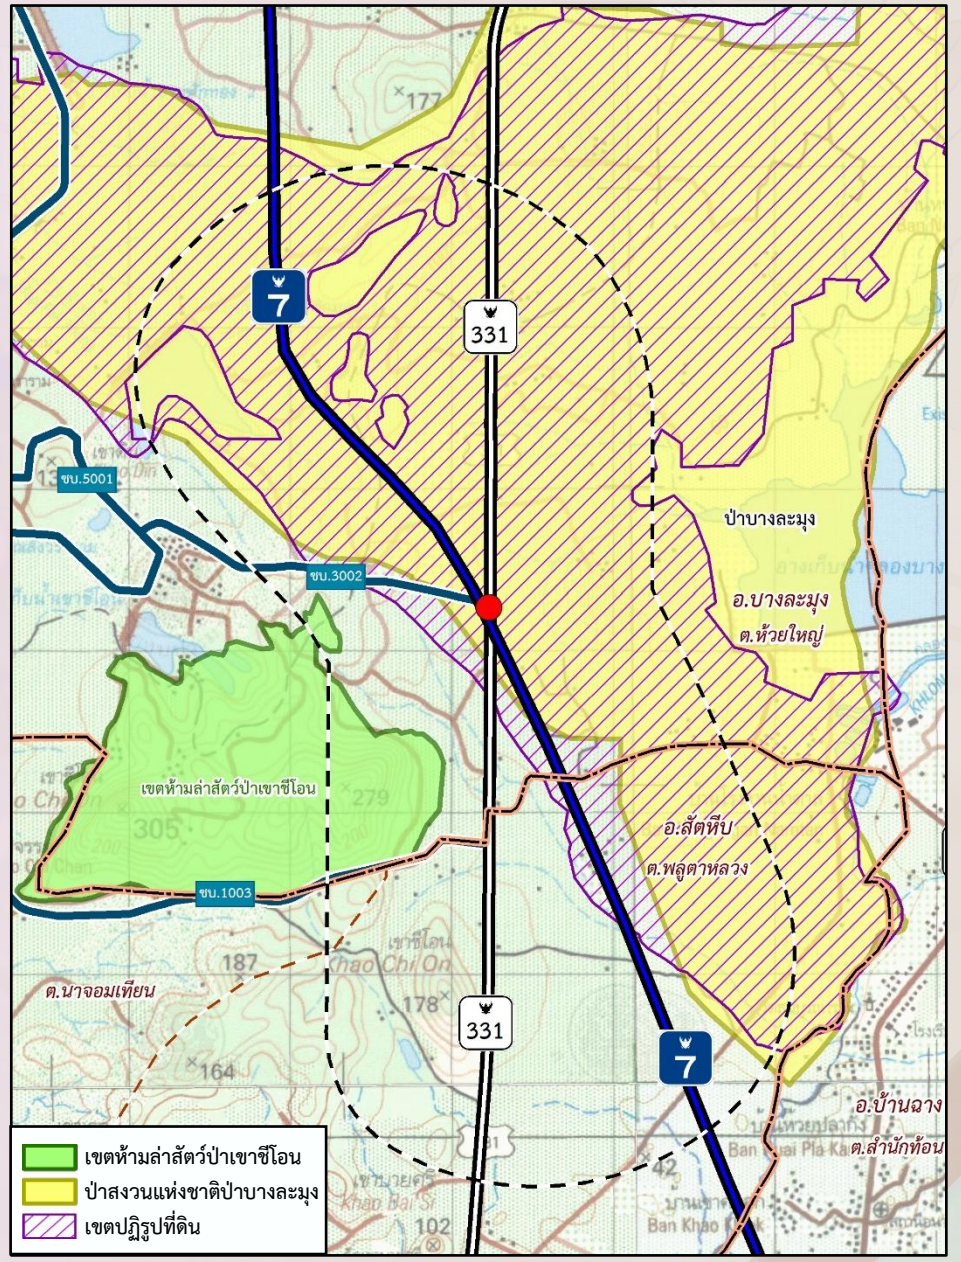 177
7
331
ชบ.5001
ป่าบางละมุง
ชบ.3002
อ.บางละมุง
ต.ห้วยใหญ่
เขตห้ามล่าสัตว์ป่าเขาชีโอน
279
305
200
อ.สัตหีบ
ต.พลูตาหลวง
ชบ.1003
เขาชีโอน
Khao Chi On
187
ต.นาจอมเทียน
178
331
7
164
อ.บ้านฉาง
ต.สำนักท้อน
42
Khao Bai Si
102
Ban Khao
เขตห้ามล่าสัตว์ป่าเขาชีโอน
ป่าสงวนแห่งชาติป่าบางละมุง
เขตปฏิรูปที่ดิน